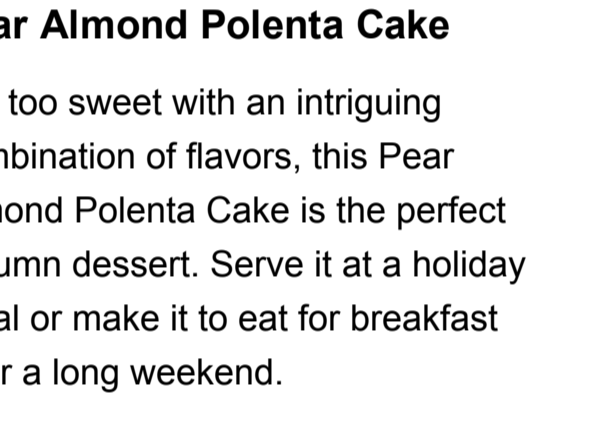 ar Almond Polenta Cake
too sweet with an intriguing
nbination of flavors, this Pear
ond Polenta Cake is the perfect
umn dessert. Serve it at a holiday
al or make it to eat for breakfast
r a long weekend.